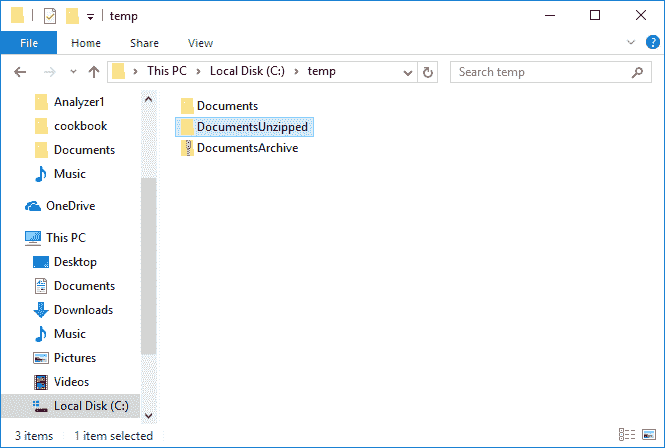 temp
File Home Share View
This PC Local Disk (C:) temp Search temp
Analyzer1
cookbook
Documents
Music
OneDrive
This PC
Desktop
Documents
Downloads
Music
Pictures
Videos
Local Disk (C:)
Documents
DocumentsUnzipped
DocumentsArchive
3 items 1 item selected